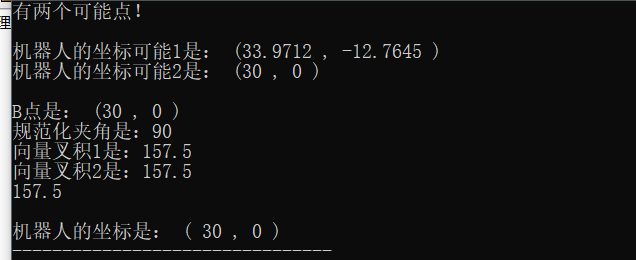 有两个可能点！
理
机器人的坐标可能1是： (33.9712 , -12.7645 )
机器人的坐标可能2是： (30 , 0 )
B点是： (30 , 0 )
规范化夹角是：90
向量叉积1是：157.5
向量叉积2是：157.5
157.5
机器人的坐标是： ( 30 , 0 )
--------------------------------